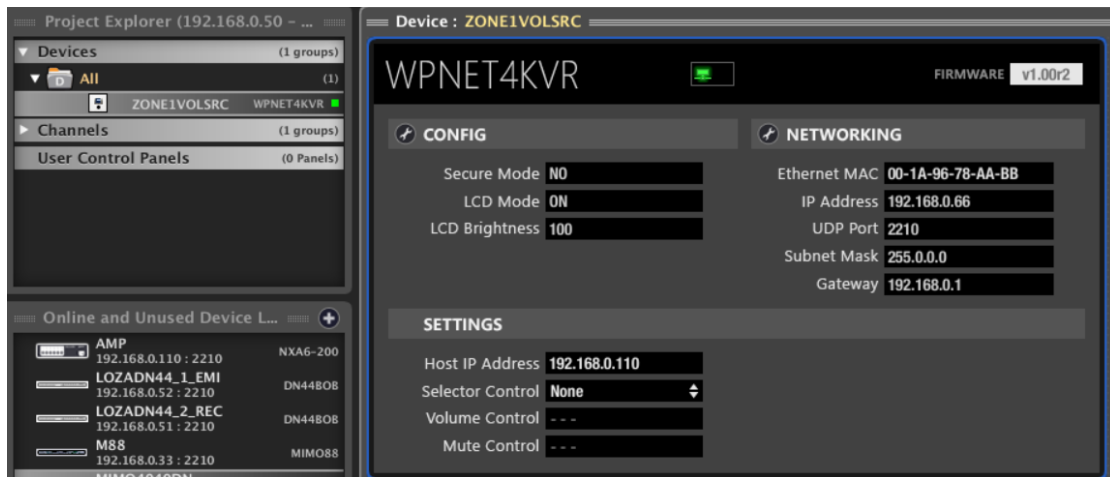 Project Explorer (192.168.0.50 - ...
Devices (1 groups)
All (1)
ZONE1VOLSRC WPNET4KVR
Channels (1 groups)
User Control Panels (0 Panels)
Online and Unused Device L...
AMP
192.168.0.110 : 2210 NXA6-200
LOZADN44_1_EMI
192.168.0.52 : 2210 DN44BOB
LOZADN44_2_REC
192.168.0.51 : 2210 DN44BOB
M88
192.168.0.33 : 2210 MIMO88
Device : ZONE1VOLSRC
WPNET4KVR FIRMWARE v1.00r2
CONFIG
Secure Mode NO
LCD Mode ON
LCD Brightness 100
NETWORKING
Ethernet MAC 00-1A-96-78-AA-BB
IP Address 192.168.0.66
UDP Port 2210
Subnet Mask 255.0.0.0
Gateway 192.168.0.1
SETTINGS
Host IP Address 192.168.0.110
Selector Control None
Volume Control - - -
Mute Control - - -